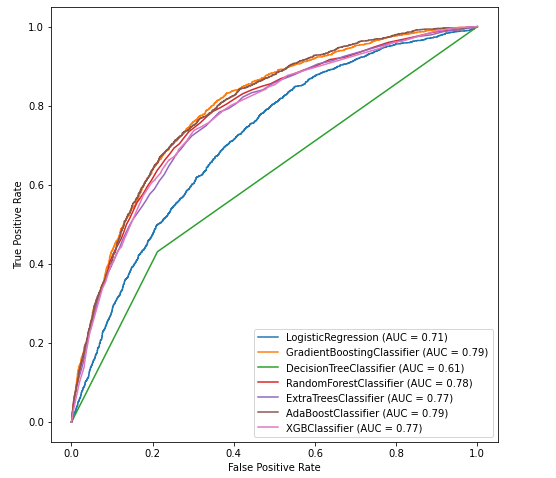 1.0
0.8
0.6
0.4
0.2
0.0
True Positive Rate
LogisticRegression (AUC = 0.71)
GradientBoostingClassifier (AUC = 0.79)
DecisionTreeClassifier (AUC = 0.61)
RandomForestClassifier (AUC = 0.78)
ExtraTreesClassifier (AUC = 0.77)
AdaBoostClassifier (AUC = 0.79)
XGBClassifier (AUC = 0.77)
0.0 0.2 0.4 0.6 0.8 1.0
False Positive Rate